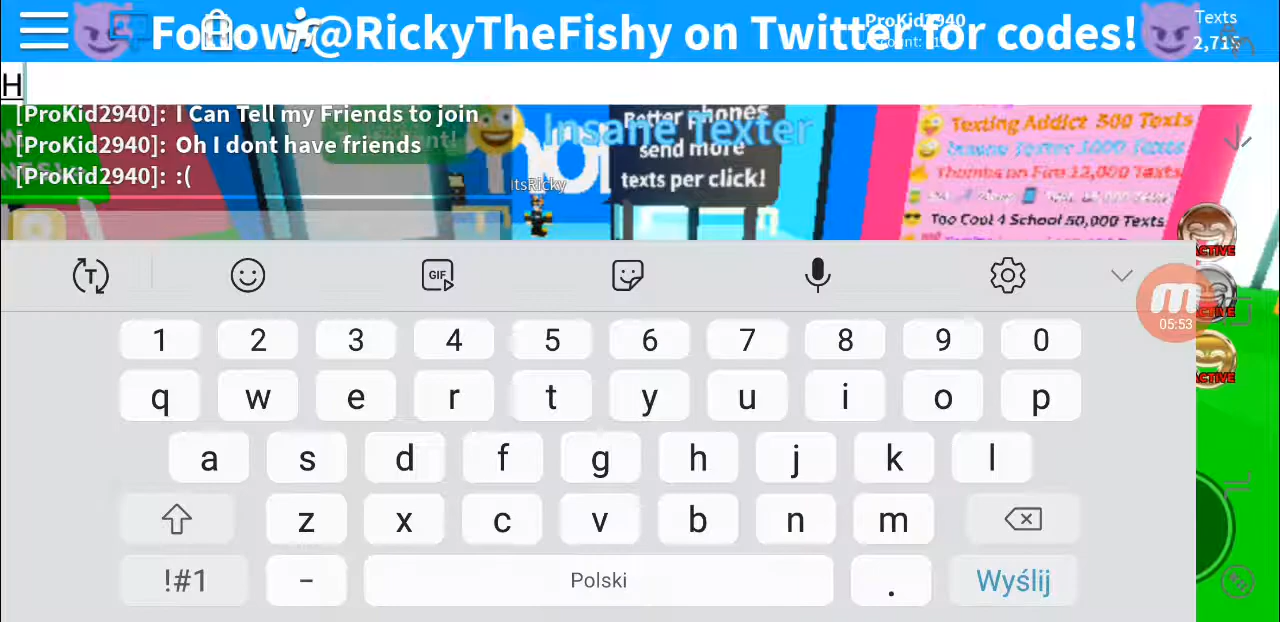 Follow @RickyTheFishy on Twitter for codes!
ProKid2940
Texts
H
[ProKid2940]: I Can Tell my Friends to join
[ProKid2940]: Oh I dont have friends
[ProKid2940]: :(
Insane Texter
itsRicky
Better phones
send more
texts per click!
Texting Addict 500 Texts
Insane Texter 3000 Texts
Thumbs on Fire 12,000 Texts
Too Cool 4 School 50,000 Texts
ACTIVE
ACTIVE
ACTIVE
05:53
GIF
1 2 3 4 5 6 7 8 9 0
q w e r t y u i o p
a s d f g h j k l
z x c v b n m
!#1 - Polski . Wyślij